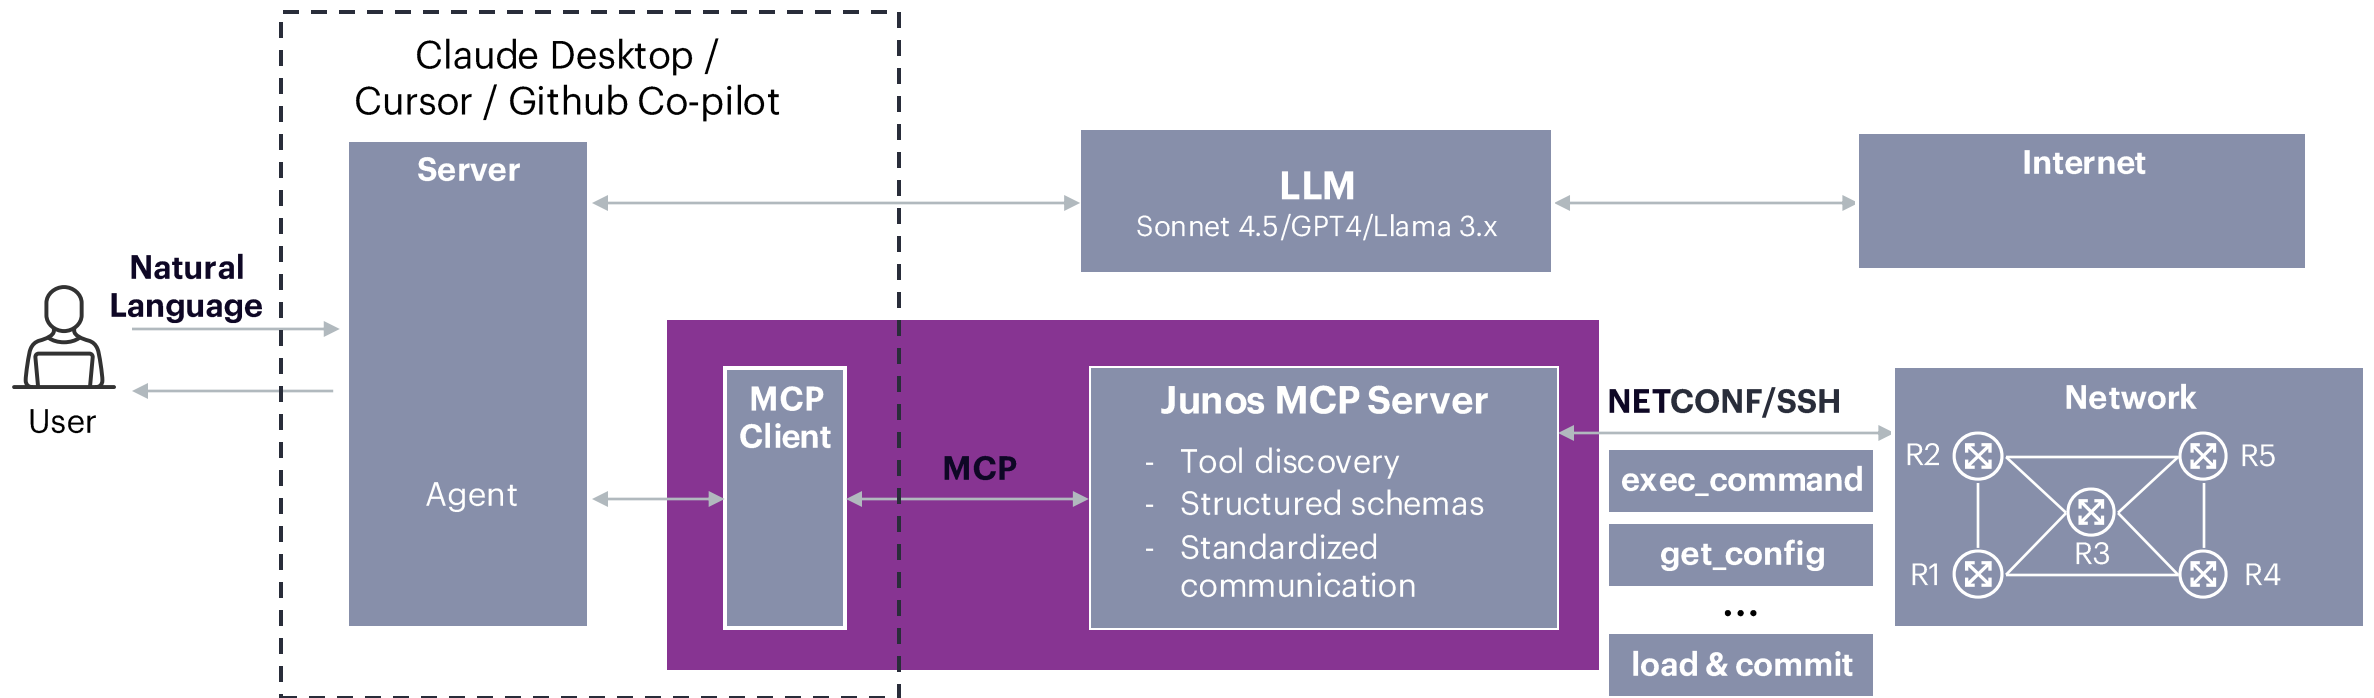 Claude Desktop /
Cursor / Github Co-pilot
Server
LLM
Sonnet 4.5/GPT4/Llama 3.x
Internet
Natural
Language
User
Agent
MCP
Client
MCP
Junos MCP Server
- Tool discovery
- Structured schemas
- Standardized
communication
NETCONF/SSH
exec_command
get_config
...
load & commit
Network
R2
R5
R3
R1
R4